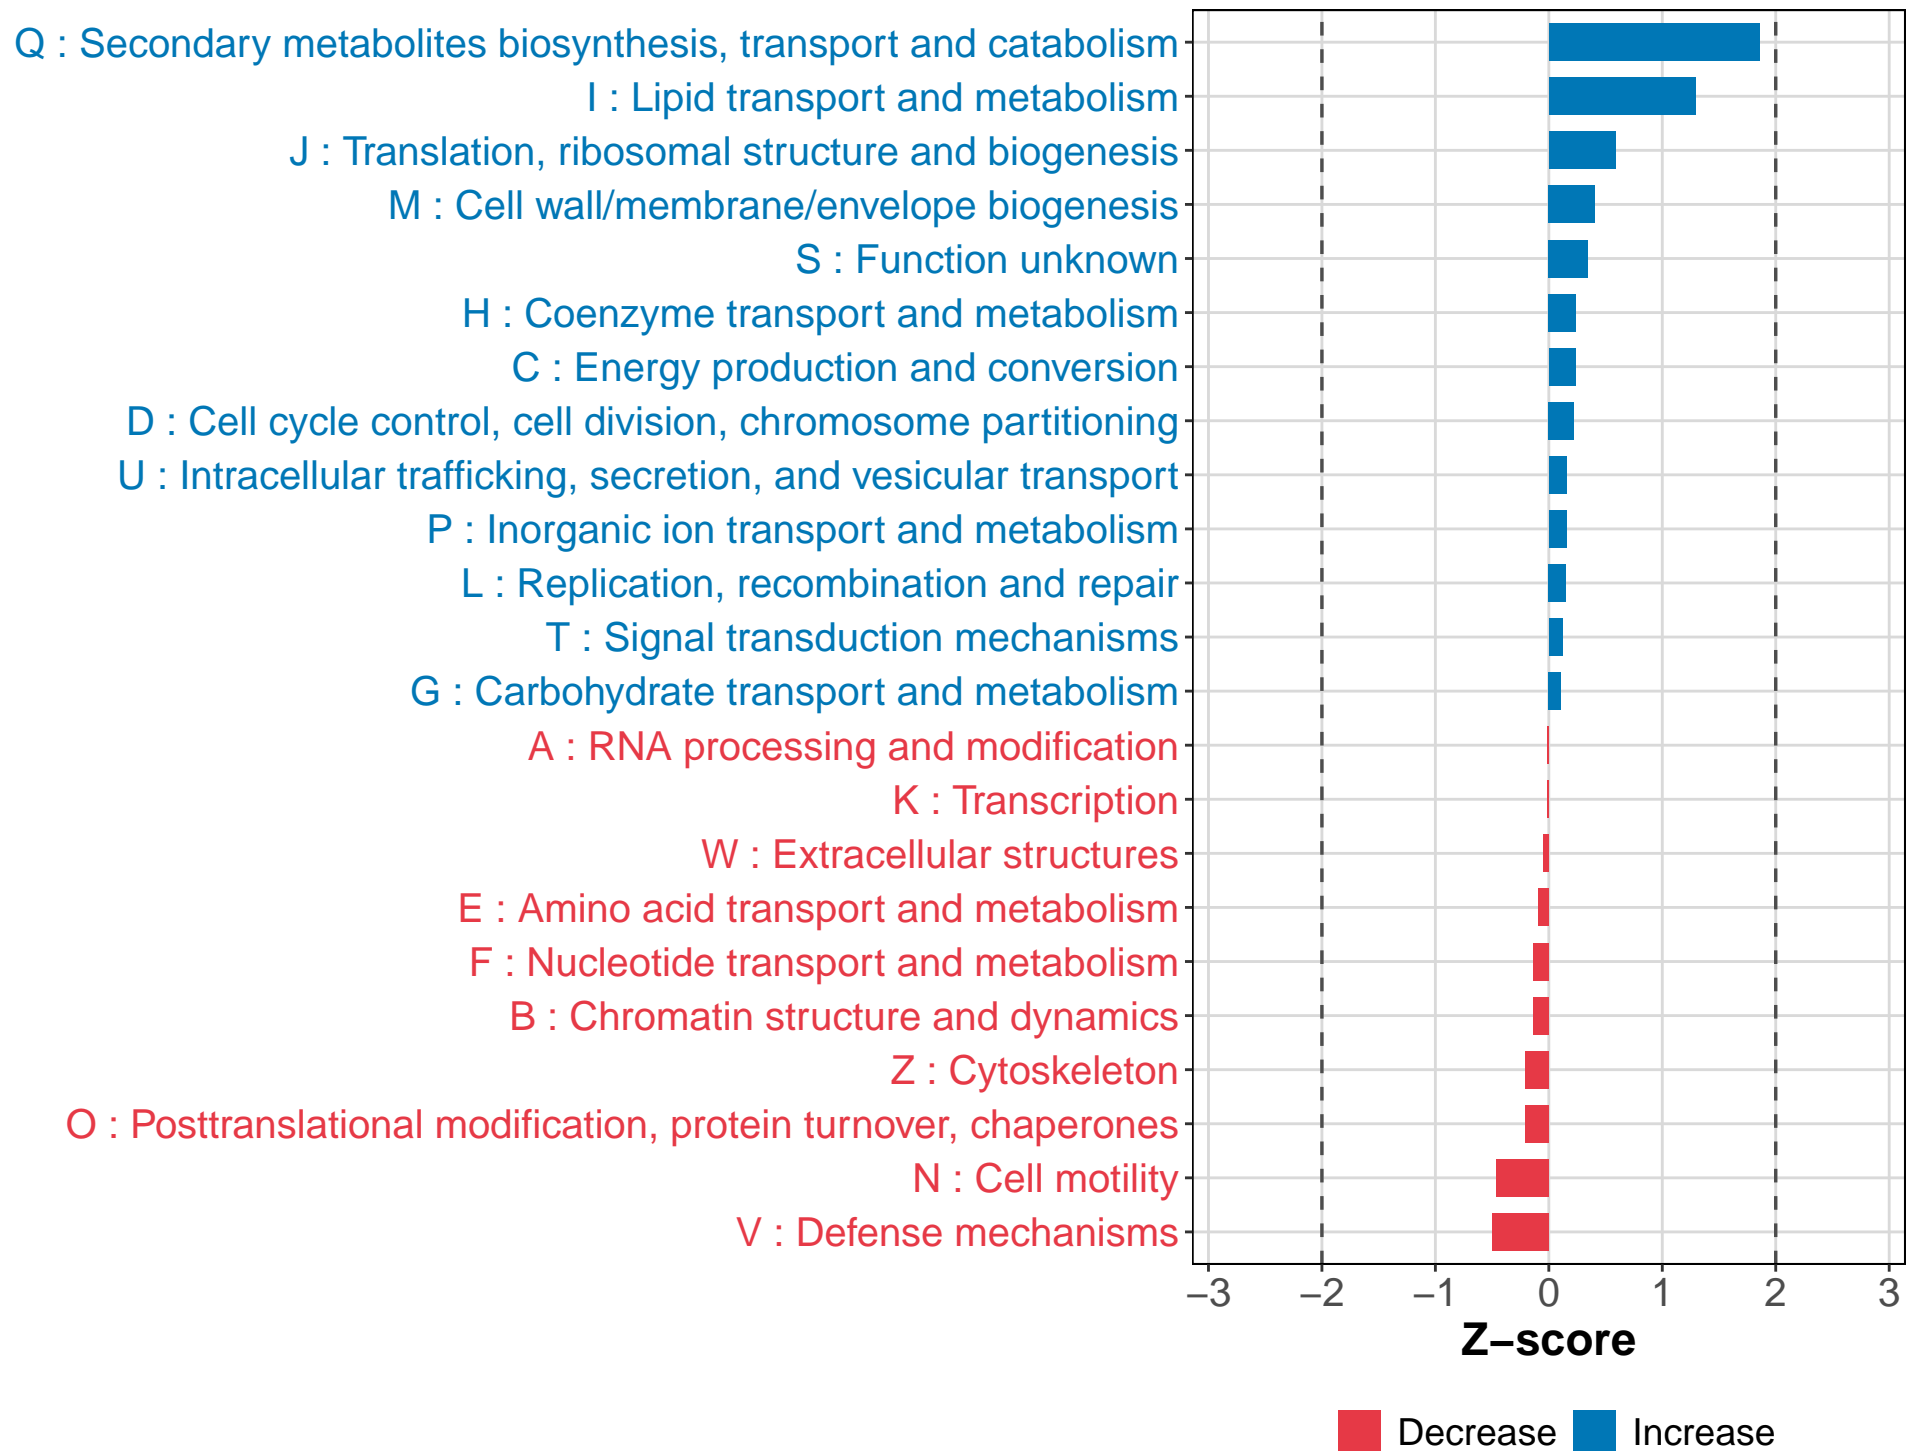 Q : Secondary metabolites biosynthesis, transport and catabolism
I : Lipid transport and metabolism
J : Translation, ribosomal structure and biogenesis
M : Cell wall/membrane/envelope biogenesis
S : Function unknown
H : Coenzyme transport and metabolism
C : Energy production and conversion
D : Cell cycle control, cell division, chromosome partitioning
U : Intracellular trafficking, secretion, and vesicular transport
P : Inorganic ion transport and metabolism
L : Replication, recombination and repair
T : Signal transduction mechanisms
G : Carbohydrate transport and metabolism
A : RNA processing and modification
K : Transcription
W : Extracellular structures
E : Amino acid transport and metabolism
F : Nucleotide transport and metabolism
B : Chromatin structure and dynamics
Z : Cytoskeleton
O : Posttranslational modification, protein turnover, chaperones
N : Cell motility
V : Defense mechanisms
−3 −2 −1 0 1 2 3
Z−score
Decrease Increase